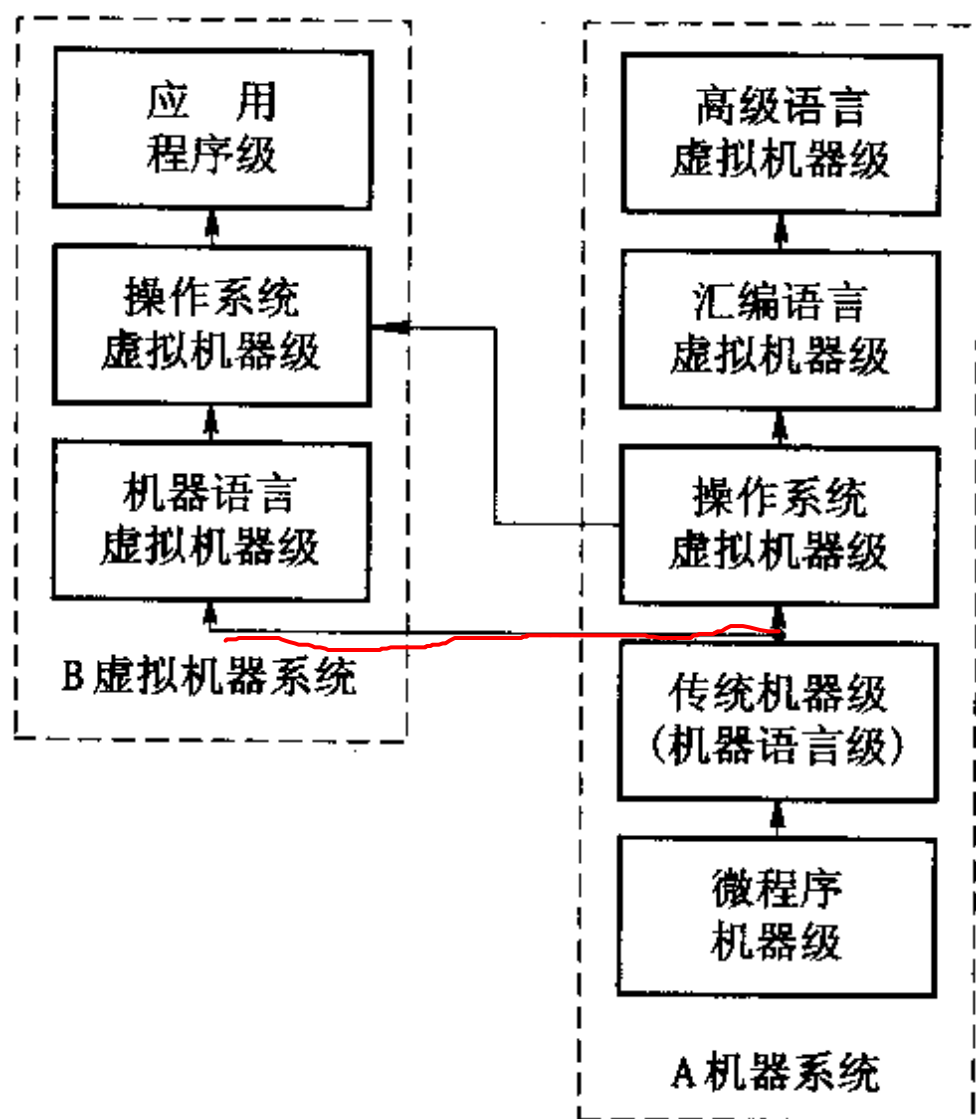 应 用
程序级
操作系统
虚拟机器级
机器语言
虚拟机器级
B虚拟机器系统
高级语言
虚拟机器级
汇编语言
虚拟机器级
操作系统
虚拟机器级
传统机器级
(机器语言级)
微程序
机器级
A机器系统